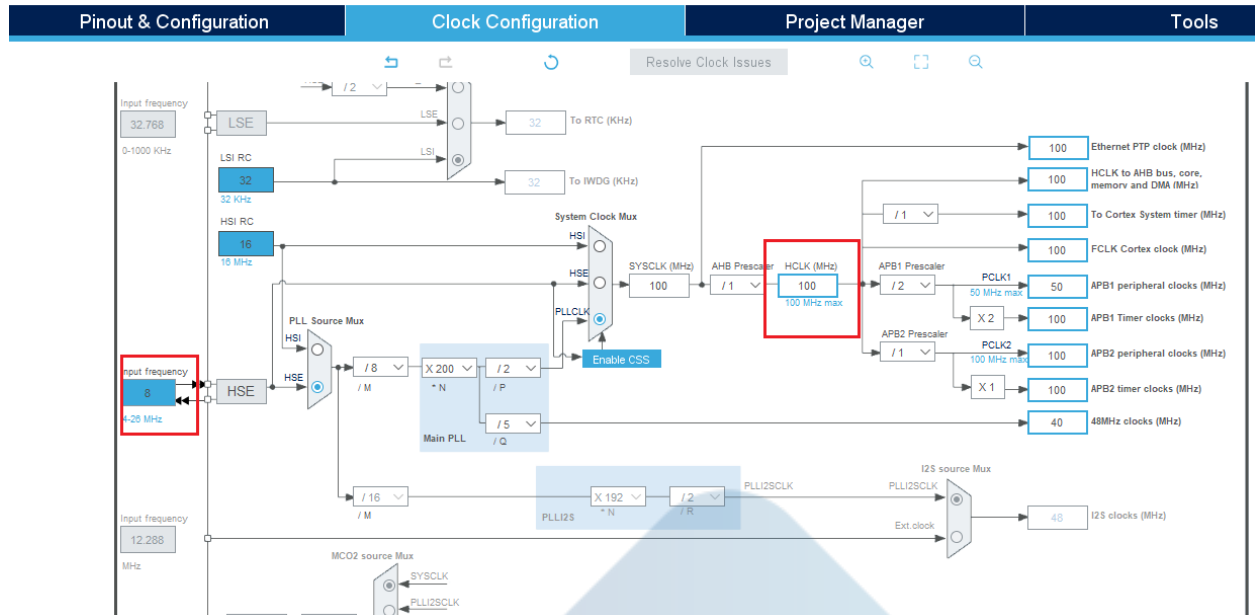 Pinout & Configuration
Clock Configuration
Project Manager
Tools
Resolve Clock Issues
Input frequency
32.768
0-1000 KHz
LSE
/ 2
LSE
LSI
32
To RTC (KHz)
LSI RC
32
32 KHz
32
To IWDG (KHz)
HSI RC
16
16 MHz
System Clock Mux
HSI
HSE
PLLCLK
SYSCLK (MHz)
100
AHB Prescaler
/ 1
HCLK (MHz)
100
100 MHz max
Enable CSS
100
Ethernet PTP clock (MHz)
100
HCLK to AHB bus, core,
memory and DMA (MHz)
/ 1
100
To Cortex System timer (MHz)
100
FCLK Cortex clock (MHz)
APB1 Prescaler
/ 2
PCLK1
50 MHz max
50
APB1 peripheral clocks (MHz)
X 2
100
APB1 Timer clocks (MHz)
APB2 Prescaler
/ 1
PCLK2
100 MHz max
100
APB2 peripheral clocks (MHz)
X 1
100
APB2 timer clocks (MHz)
40
48MHz clocks (MHz)
PLL Source Mux
HSI
HSE
Input frequency
8
4-26 MHz
HSE
/ 8
/ M
X 200
* N
/ 2
/ P
/ 5
/ Q
Main PLL
/ 16
/ M
PLLI2S
X 192
* N
/ 2
/ R
PLLI2SCLK
I2S source Mux
PLLI2SCLK
Ext.clock
48
I2S clocks (MHz)
Input frequency
12.288
MHz
MCO2 source Mux
SYSCLK
PLLI2SCLK